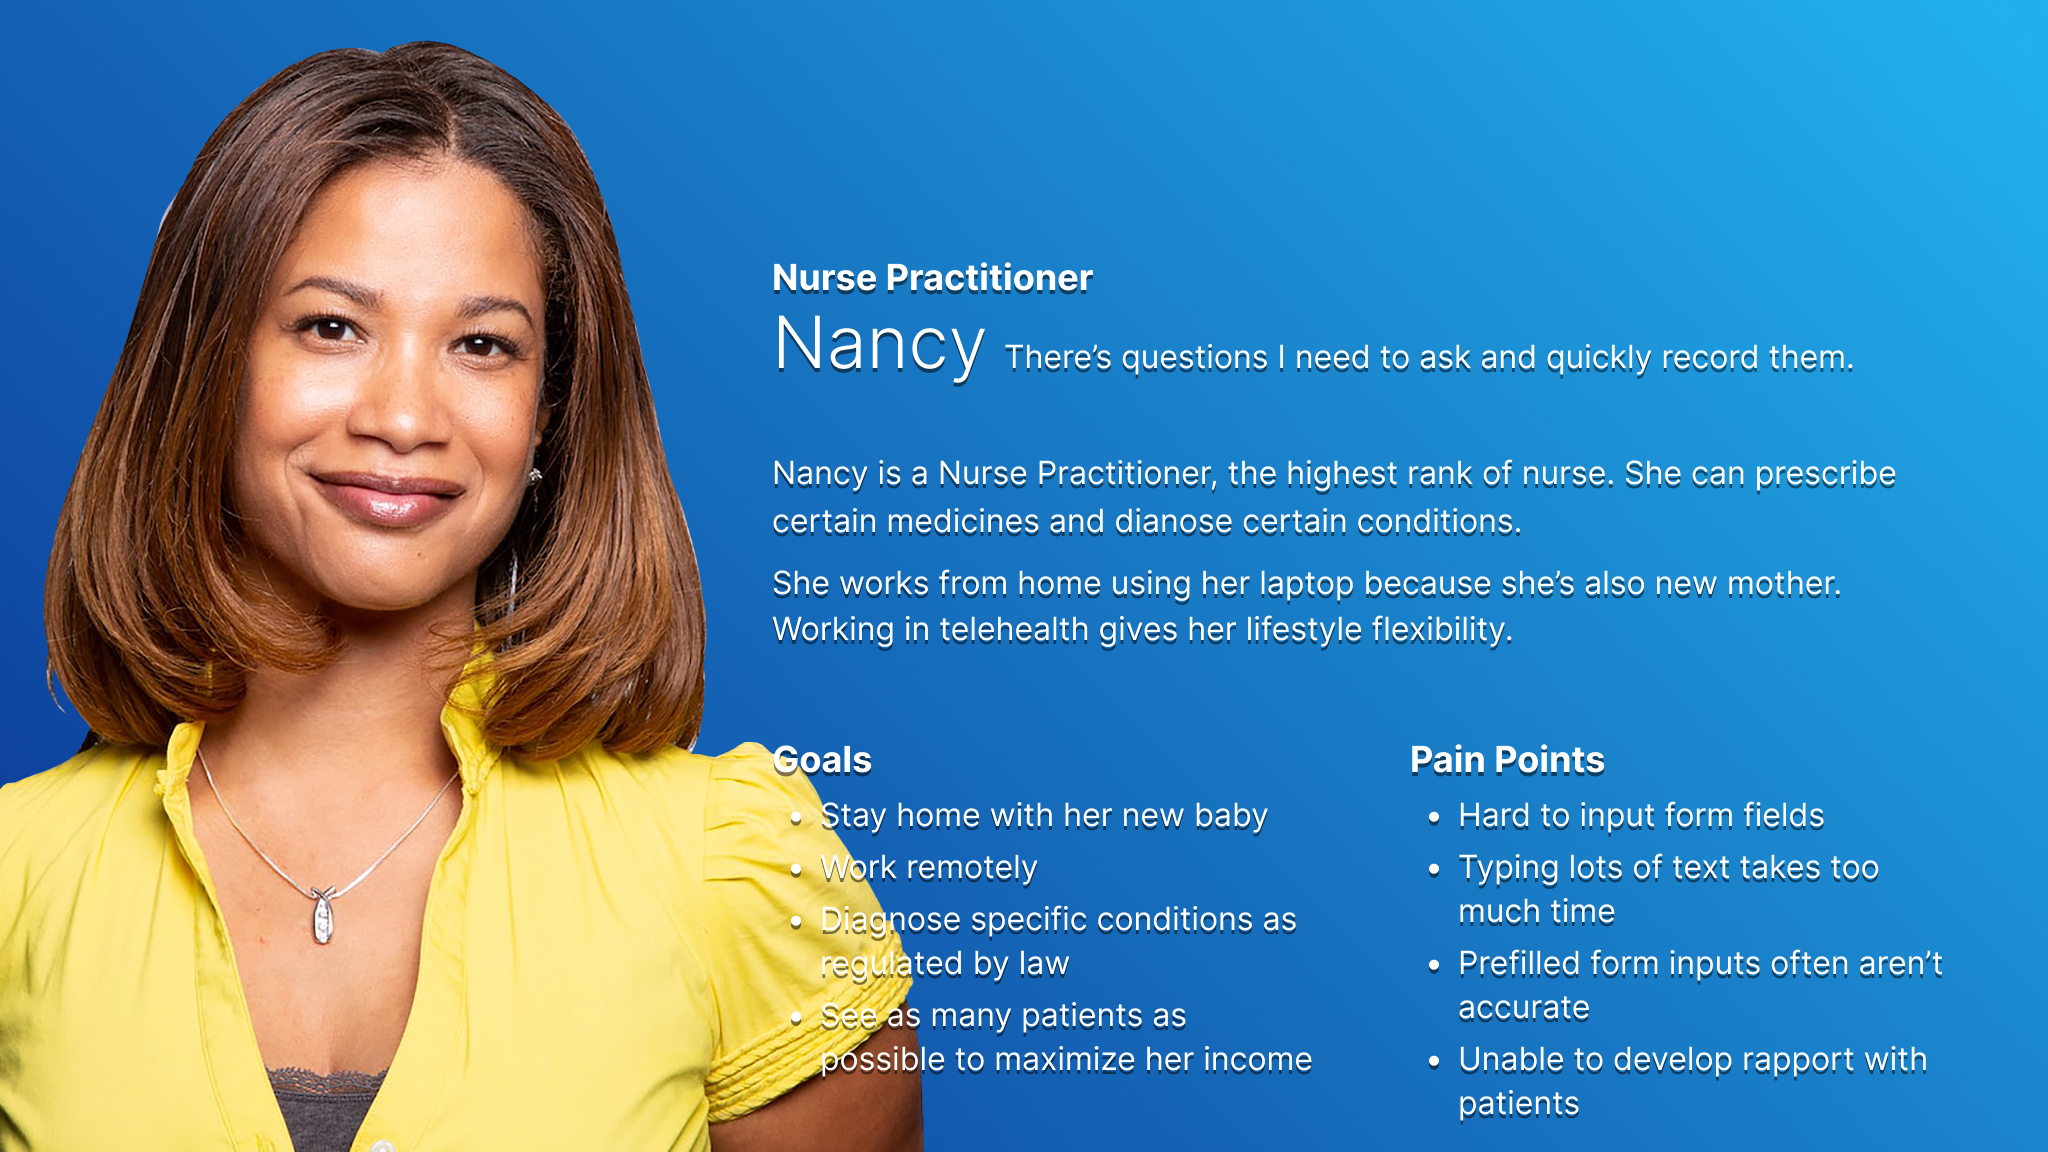 Nurse Practitioner
Nancy There’s questions I need to ask and quickly record them.
Nancy is a Nurse Practitioner, the highest rank of nurse. She can prescribe
certain medicines and dianose certain conditions.
She works from home using her laptop because she’s also new mother.
Working in telehealth gives her lifestyle flexibility.
Goals
• Stay home with her new baby
• Work remotely
• Diagnose specific conditions as
regulated by law
• See as many patients as
possible to maximize her income
Pain Points
• Hard to input form fields
• Typing lots of text takes too
much time
• Prefilled form inputs often aren’t
accurate
• Unable to develop rapport with
patients